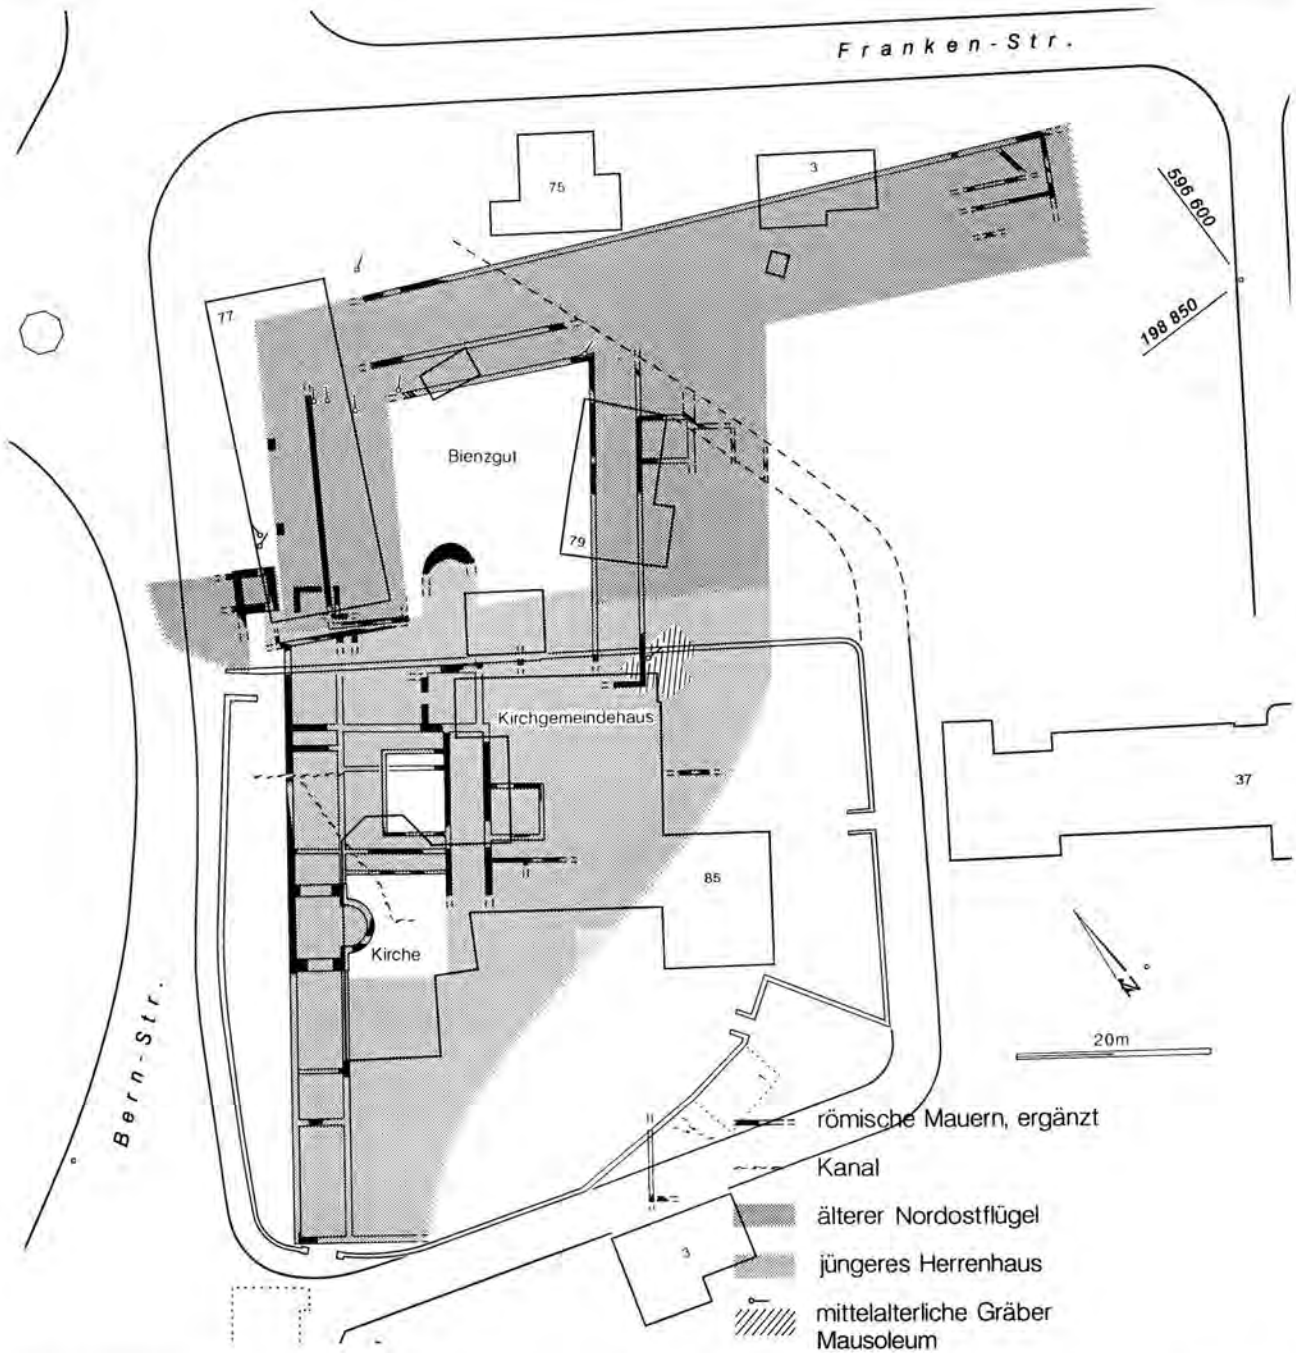 Franken-Str.
75
3
596 600
198 850
77
Bienzgut
79
Kirchgemeindehaus
37
85
Kirche
N
Bern-Str.
20m
römische Mauern, ergänzt
Kanal
älterer Nordostflügel
3
jüngeres Herrenhaus
mittelalterliche Gräber
Mausoleum